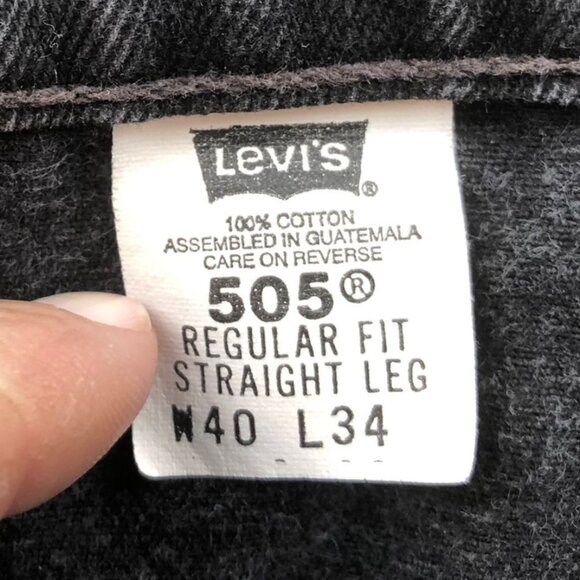 Levi's ®
100% COTTON
ASSEMBLED IN GUATEMALA
CARE ON REVERSE
505®
REGULAR FIT
STRAIGHT LEG
W40 L34